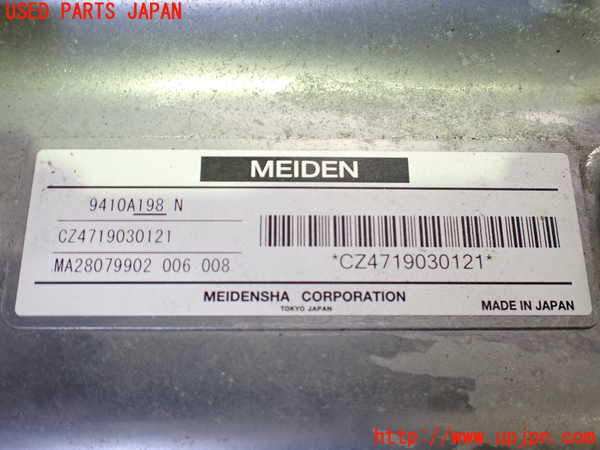 USED PARTS JAPAN
MEIDEN
9410A198 N
CZ4719030121
MA28079902 006 008
*CZ4719030121*
MEIDENSHA CORPORATION
TOKYO JAPAN
MADE IN JAPAN
http://www.upjpn.com/